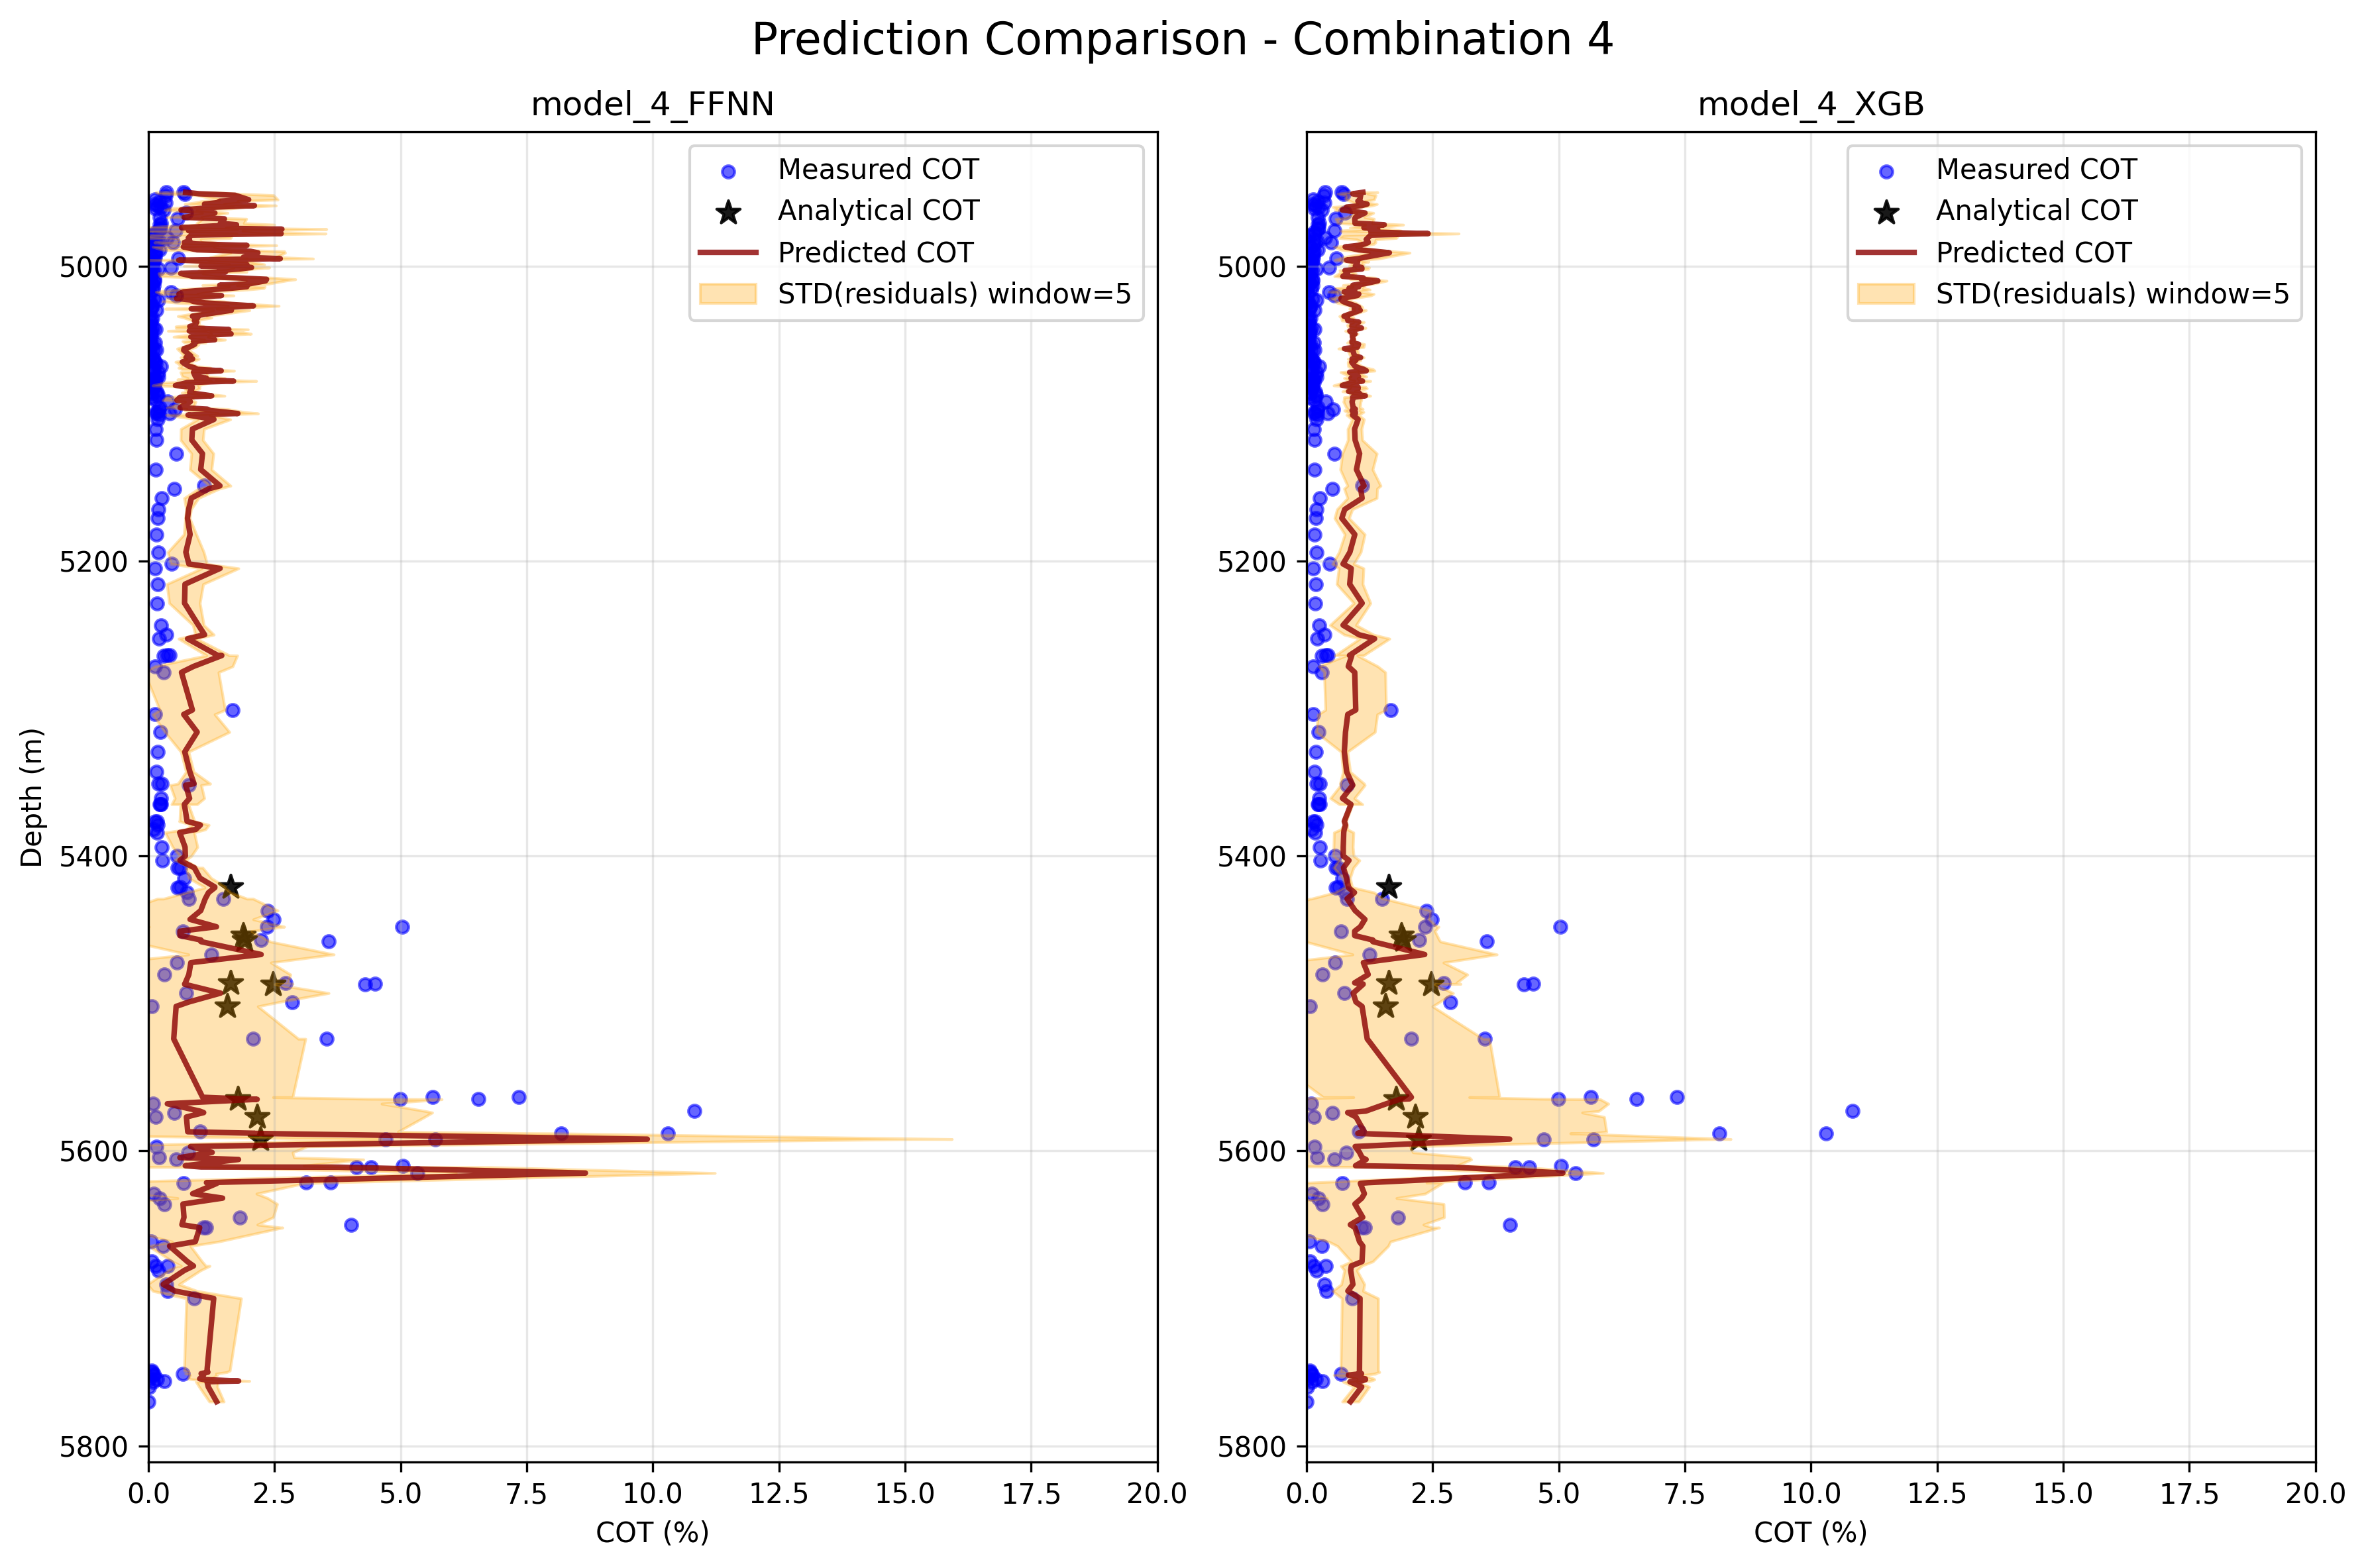 Prediction Comparison - Combination 4
model_4_FFNN
Measured COT
Analytical COT
Predicted COT
STD(residuals) window=5
Depth (m)
5000
5200
5400
5600
5800
0.0 2.5 5.0 7.5 10.0 12.5 15.0 17.5 20.0
COT (%)
model_4_XGB
Measured COT
Analytical COT
Predicted COT
STD(residuals) window=5
5000
5200
5400
5600
5800
0.0 2.5 5.0 7.5 10.0 12.5 15.0 17.5 20.0
COT (%)